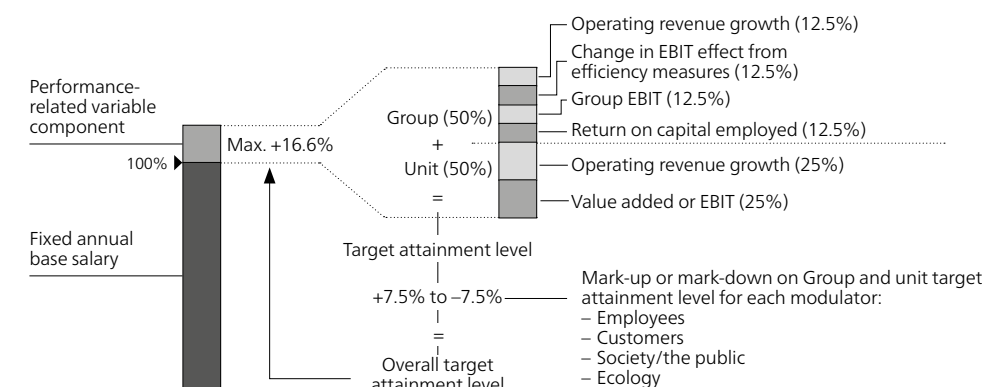 Operating revenue growth (12.5%)
Change in EBIT effect from
efficiency measures (12.5%)
Group EBIT (12.5%)
Return on capital employed (12.5%)
Operating revenue growth (25%)
Value added or EBIT (25%)
Performance-
related variable
component
100%
Max. +16.6%
Group (50%)
+
Unit (50%)
=
Target attainment level
Fixed annual
base salary
+7.5% to –7.5%
=
Overall target
attainment level
Mark-up or mark-down on Group and unit target
attainment level for each modulator:
– Employees
– Customers
– Society/the public
– Ecology